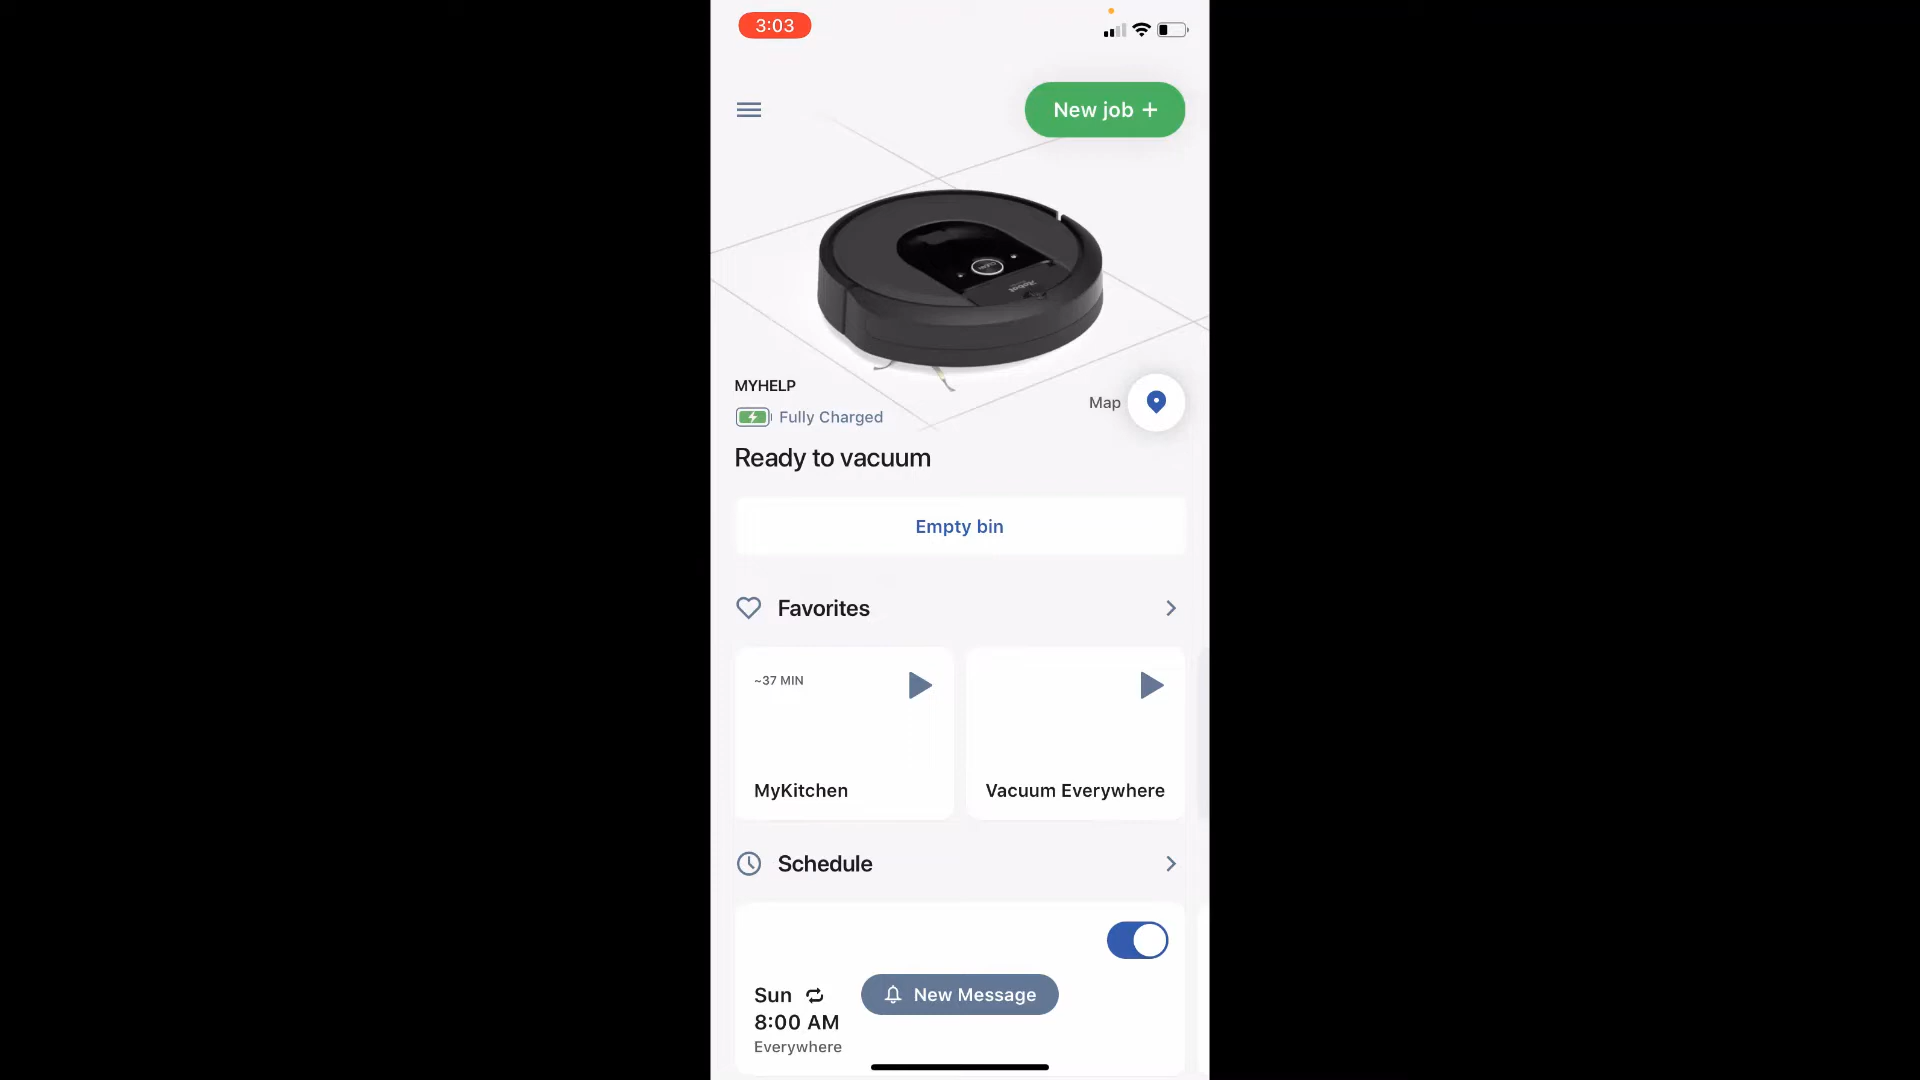 3:03
New job +
MYHELP
Fully Charged
Map
Ready to vacuum
Empty bin
Favorites
~37 MIN
MyKitchen
Vacuum Everywhere
Schedule
Sun
New Message
8:00 AM
Everywhere